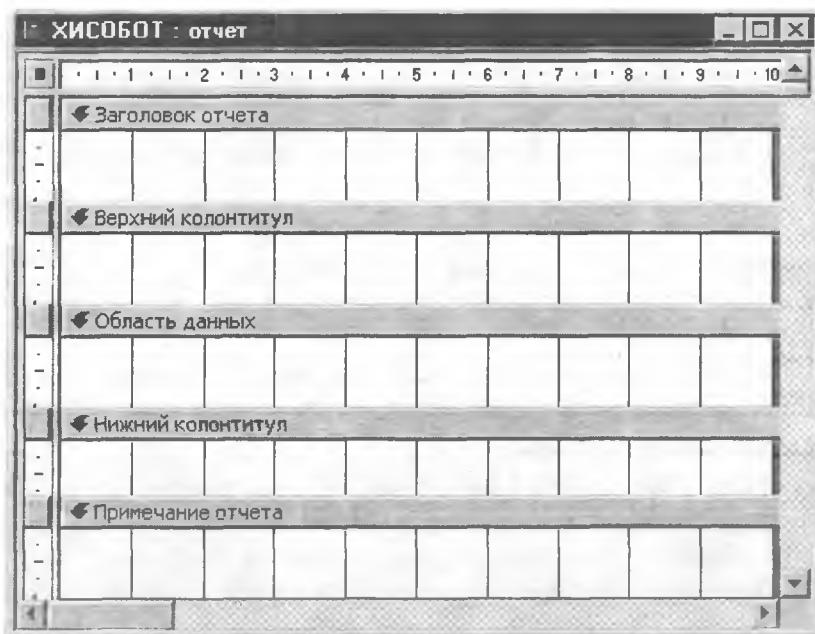 ХИСОБОТ : отчет
1 2 3 4 5 6 7 8 9 10
Заголовок отчета
Верхний колонтитул
Область данных
Нижний колонтитул
Примечание отчета